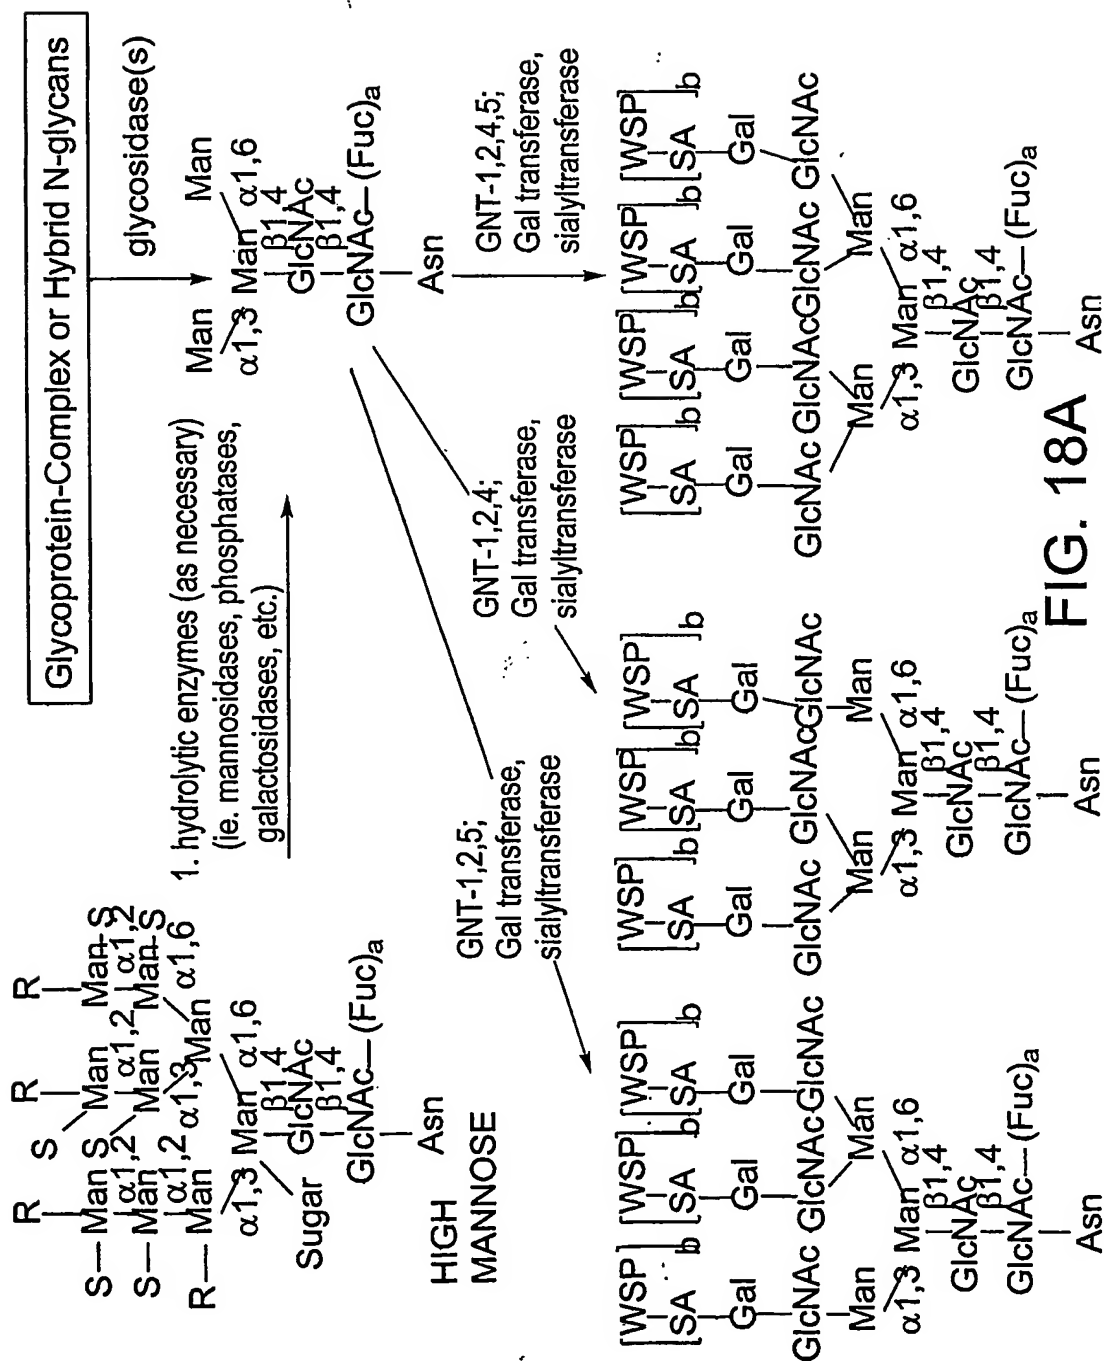 Glycoprotein-Complex or Hybrid N-glycans
glycosidase(s)
R R R
S
S—Man S Man Man-S
α1,2 α1,2 α1,2
S—Man Man Man-S
α1,2 α1,3 α1,6
R—Man Man
α1,3 Man α1,6
Sugar
β1,4
GlcNAc
β1,4
GlcNAc—(Fuc)a
Asn
HIGH
MANNOSE
1. hydrolytic enzymes (as necessary)
(ie. mannosidases, phosphatases,
galactosidases, etc.)
Man Man
α1,3 Man α1,6
β1,4
GlcNAc
β1,4
GlcNAc—(Fuc)a
Asn
GNT-1,2,5;
Gal transferase,
sialyltransferase
GNT-1,2,4;
Gal transferase,
sialyltransferase
GNT-1,2,4,5;
Gal transferase,
sialyltransferase
[WSP] [WSP] [WSP]
[SA]b [SA]b [SA]b
Gal Gal Gal
GlcNAc GlcNAc GlcNAc
Man Man
α1,3 Man α1,6
β1,4
GlcNAc
β1,4
GlcNAc—(Fuc)a
Asn
[WSP] [WSP] [WSP]
[SA]b [SA]b [SA]b
Gal Gal Gal
GlcNAc GlcNAc GlcNAc
Man Man
α1,3 Man α1,6
β1,4
GlcNAc
β1,4
GlcNAc—(Fuc)a
Asn
[WSP] [WSP] [WSP] [WSP]
[SA]b [SA]b [SA]b [SA]b
Gal Gal Gal Gal
GlcNAc GlcNAc GlcNAc GlcNAc
Man Man
α1,3 Man α1,6
β1,4
GlcNAc
β1,4
GlcNAc—(Fuc)a
Asn
FIG. 18A